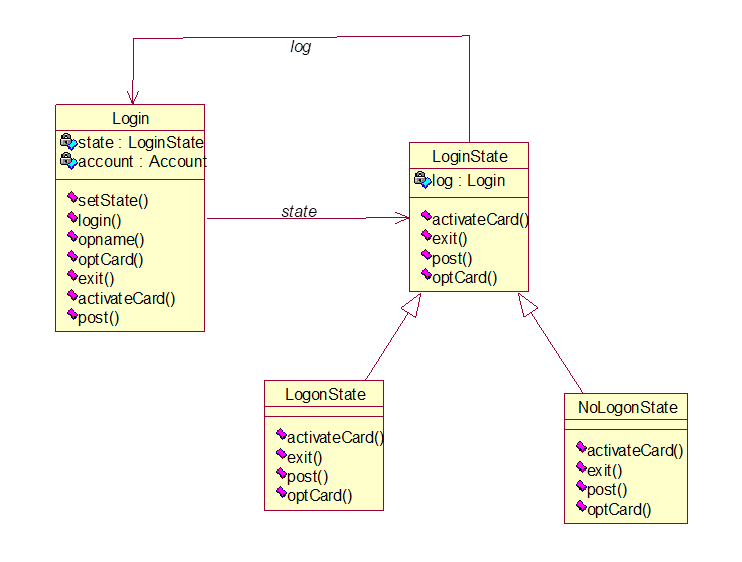 log
Login
state : LoginState
account : Account
setState()
login()
opname()
optCard()
exit()
activateCard()
post()
state
LoginState
log : Login
activateCard()
exit()
post()
optCard()
LogonState
activateCard()
exit()
post()
optCard()
NoLogonState
activateCard()
exit()
post()
optCard()